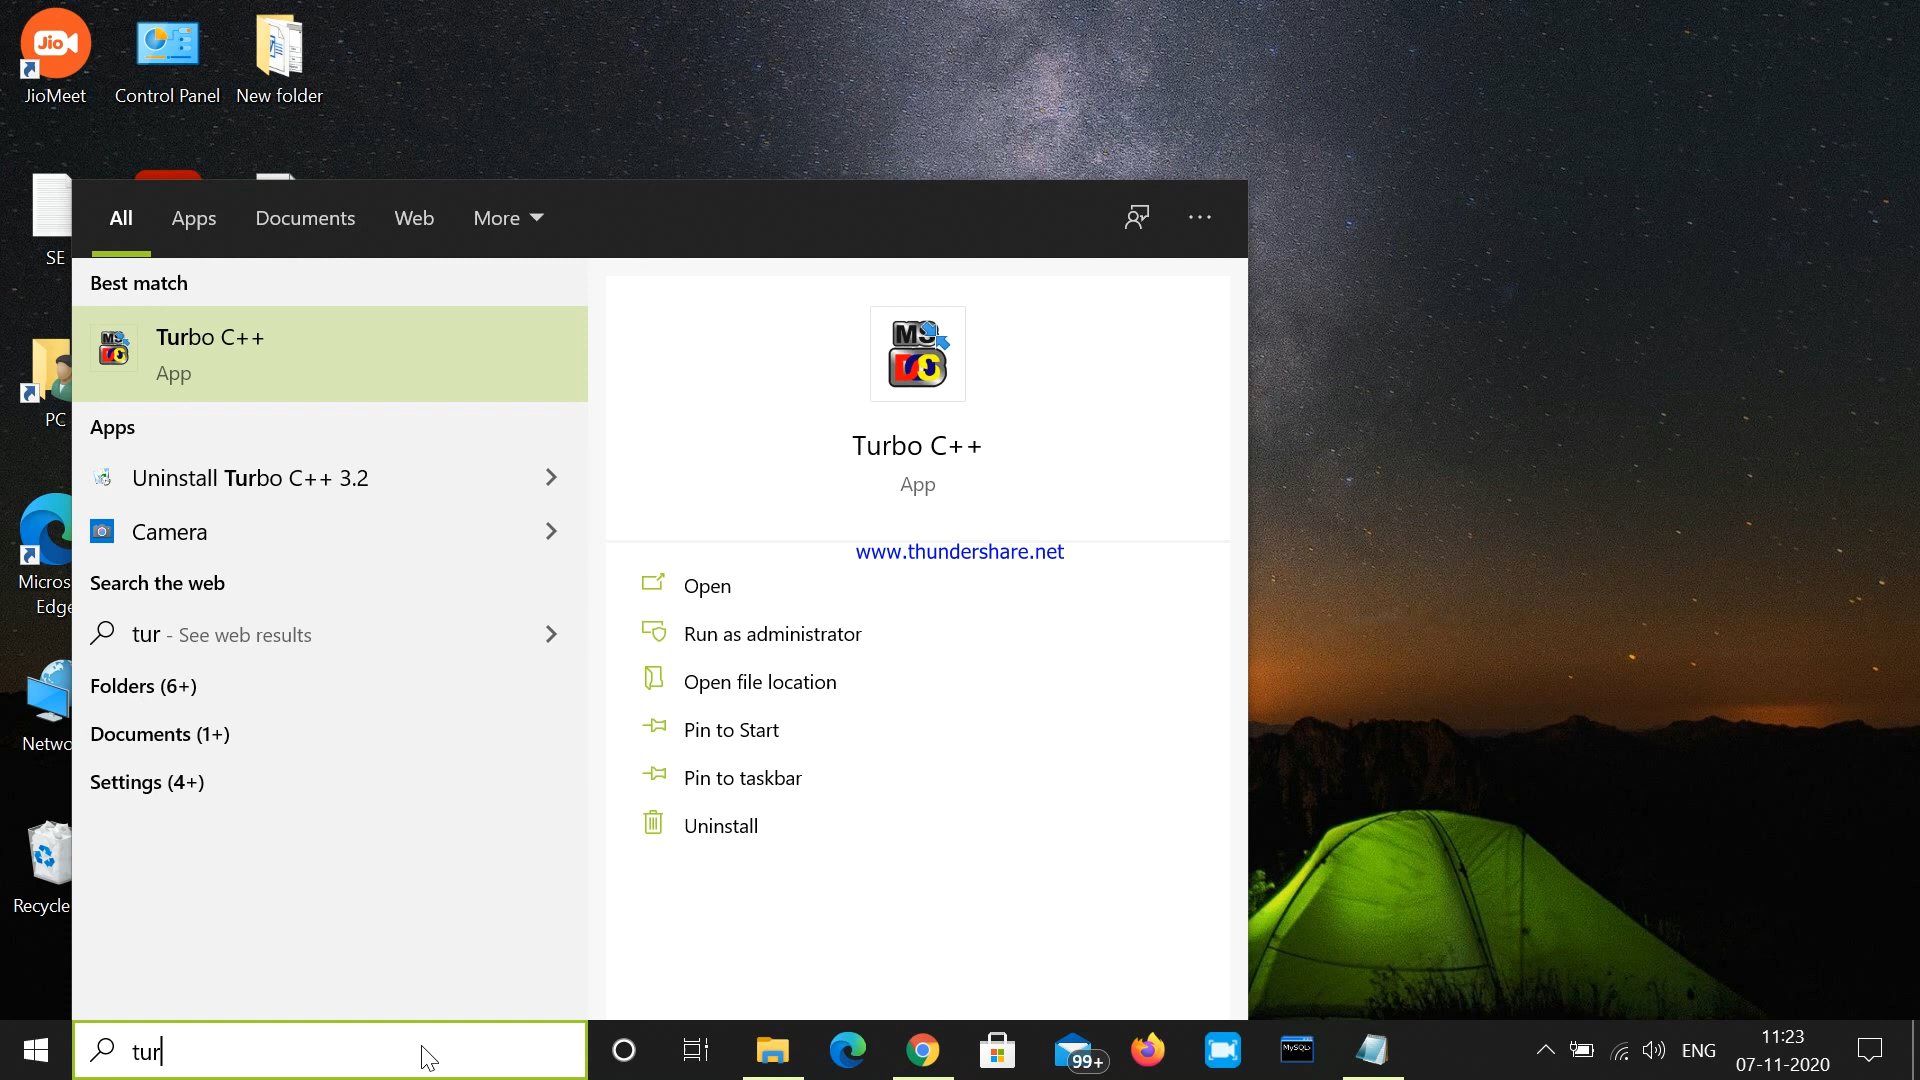 Jio
JioMeet
Control Panel
New folder
SE
PC
Micros
Edge
Netwo
Recycle
All
Apps
Documents
Web
More
Best match
Turbo C++
App
Apps
Uninstall Turbo C++ 3.2
Camera
Search the web
tur - See web results
Folders (6+)
Documents (1+)
Settings (4+)
Turbo C++
App
www.thundershare.net
Open
Run as administrator
Open file location
Pin to Start
Pin to taskbar
Uninstall
tur
99+
MySQL
ENG
11:23
07-11-2020